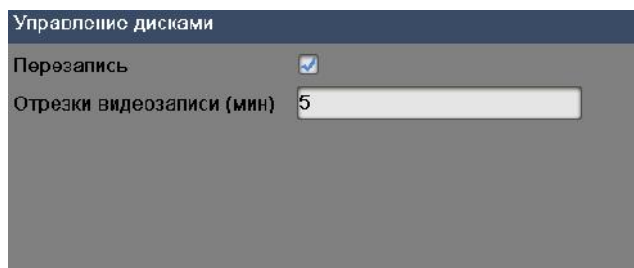 Управление дисками
Перезапись
Отрезки видеозаписи (мин) 5